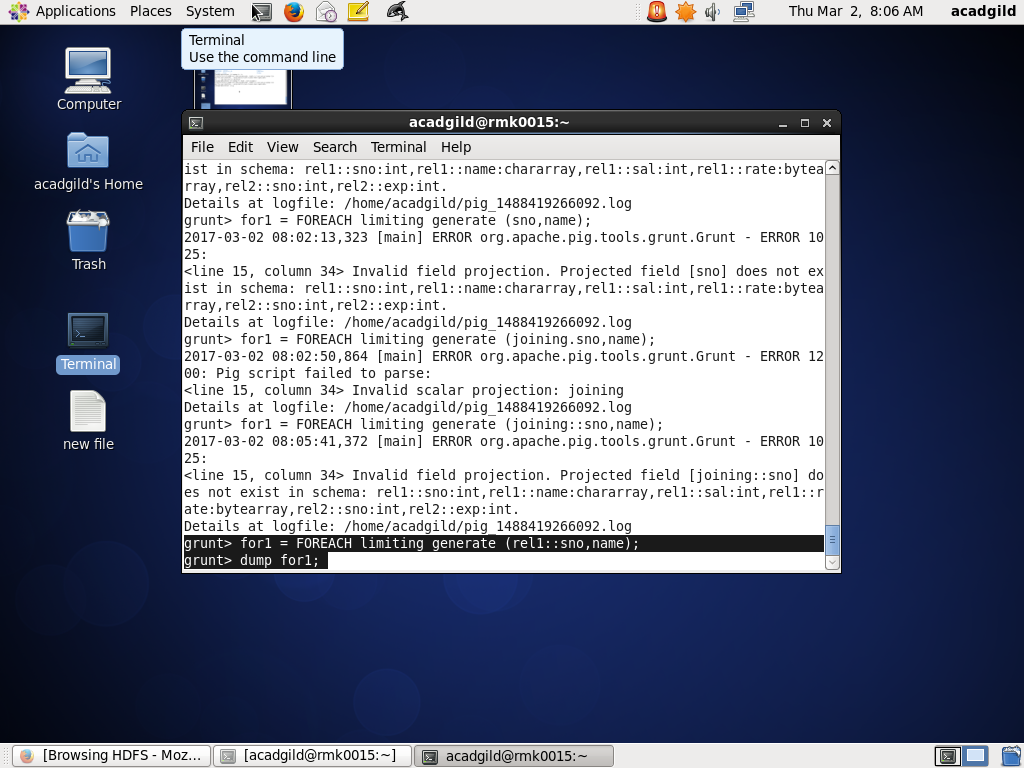 Applications Places System
Thu Mar 2, 8:06 AM acadgild
Terminal
Use the command line
Computer
acadgild's Home
Trash
Terminal
new file
acadgild@rmk0015:~
File Edit View Search Terminal Help
ist in schema: rel1::sno:int,rel1::name:chararray,rel1::sal:int,rel1::rate:bytea
rray,rel2::sno:int,rel2::exp:int.
Details at logfile: /home/acadgild/pig_1488419266092.log
grunt> for1 = FOREACH limiting generate (sno,name);
2017-03-02 08:02:13,323 [main] ERROR org.apache.pig.tools.grunt.Grunt - ERROR 10
25:
<line 15, column 34> Invalid field projection. Projected field [sno] does not ex
ist in schema: rel1::sno:int,rel1::name:chararray,rel1::sal:int,rel1::rate:bytea
rray,rel2::sno:int,rel2::exp:int.
Details at logfile: /home/acadgild/pig_1488419266092.log
grunt> for1 = FOREACH limiting generate (joining.sno,name);
2017-03-02 08:02:50,864 [main] ERROR org.apache.pig.tools.grunt.Grunt - ERROR 12
00: Pig script failed to parse:
<line 15, column 34> Invalid scalar projection: joining
Details at logfile: /home/acadgild/pig_1488419266092.log
grunt> for1 = FOREACH limiting generate (joining::sno,name);
2017-03-02 08:05:41,372 [main] ERROR org.apache.pig.tools.grunt.Grunt - ERROR 10
25:
<line 15, column 34> Invalid field projection. Projected field [joining::sno] do
es not exist in schema: rel1::sno:int,rel1::name:chararray,rel1::sal:int,rel1::r
ate:bytearray,rel2::sno:int,rel2::exp:int.
Details at logfile: /home/acadgild/pig_1488419266092.log
grunt> for1 = FOREACH limiting generate (rel1::sno,name);
grunt> dump for1;
[Browsing HDFS - Moz... [acadgild@rmk0015:~] acadgild@rmk0015:~